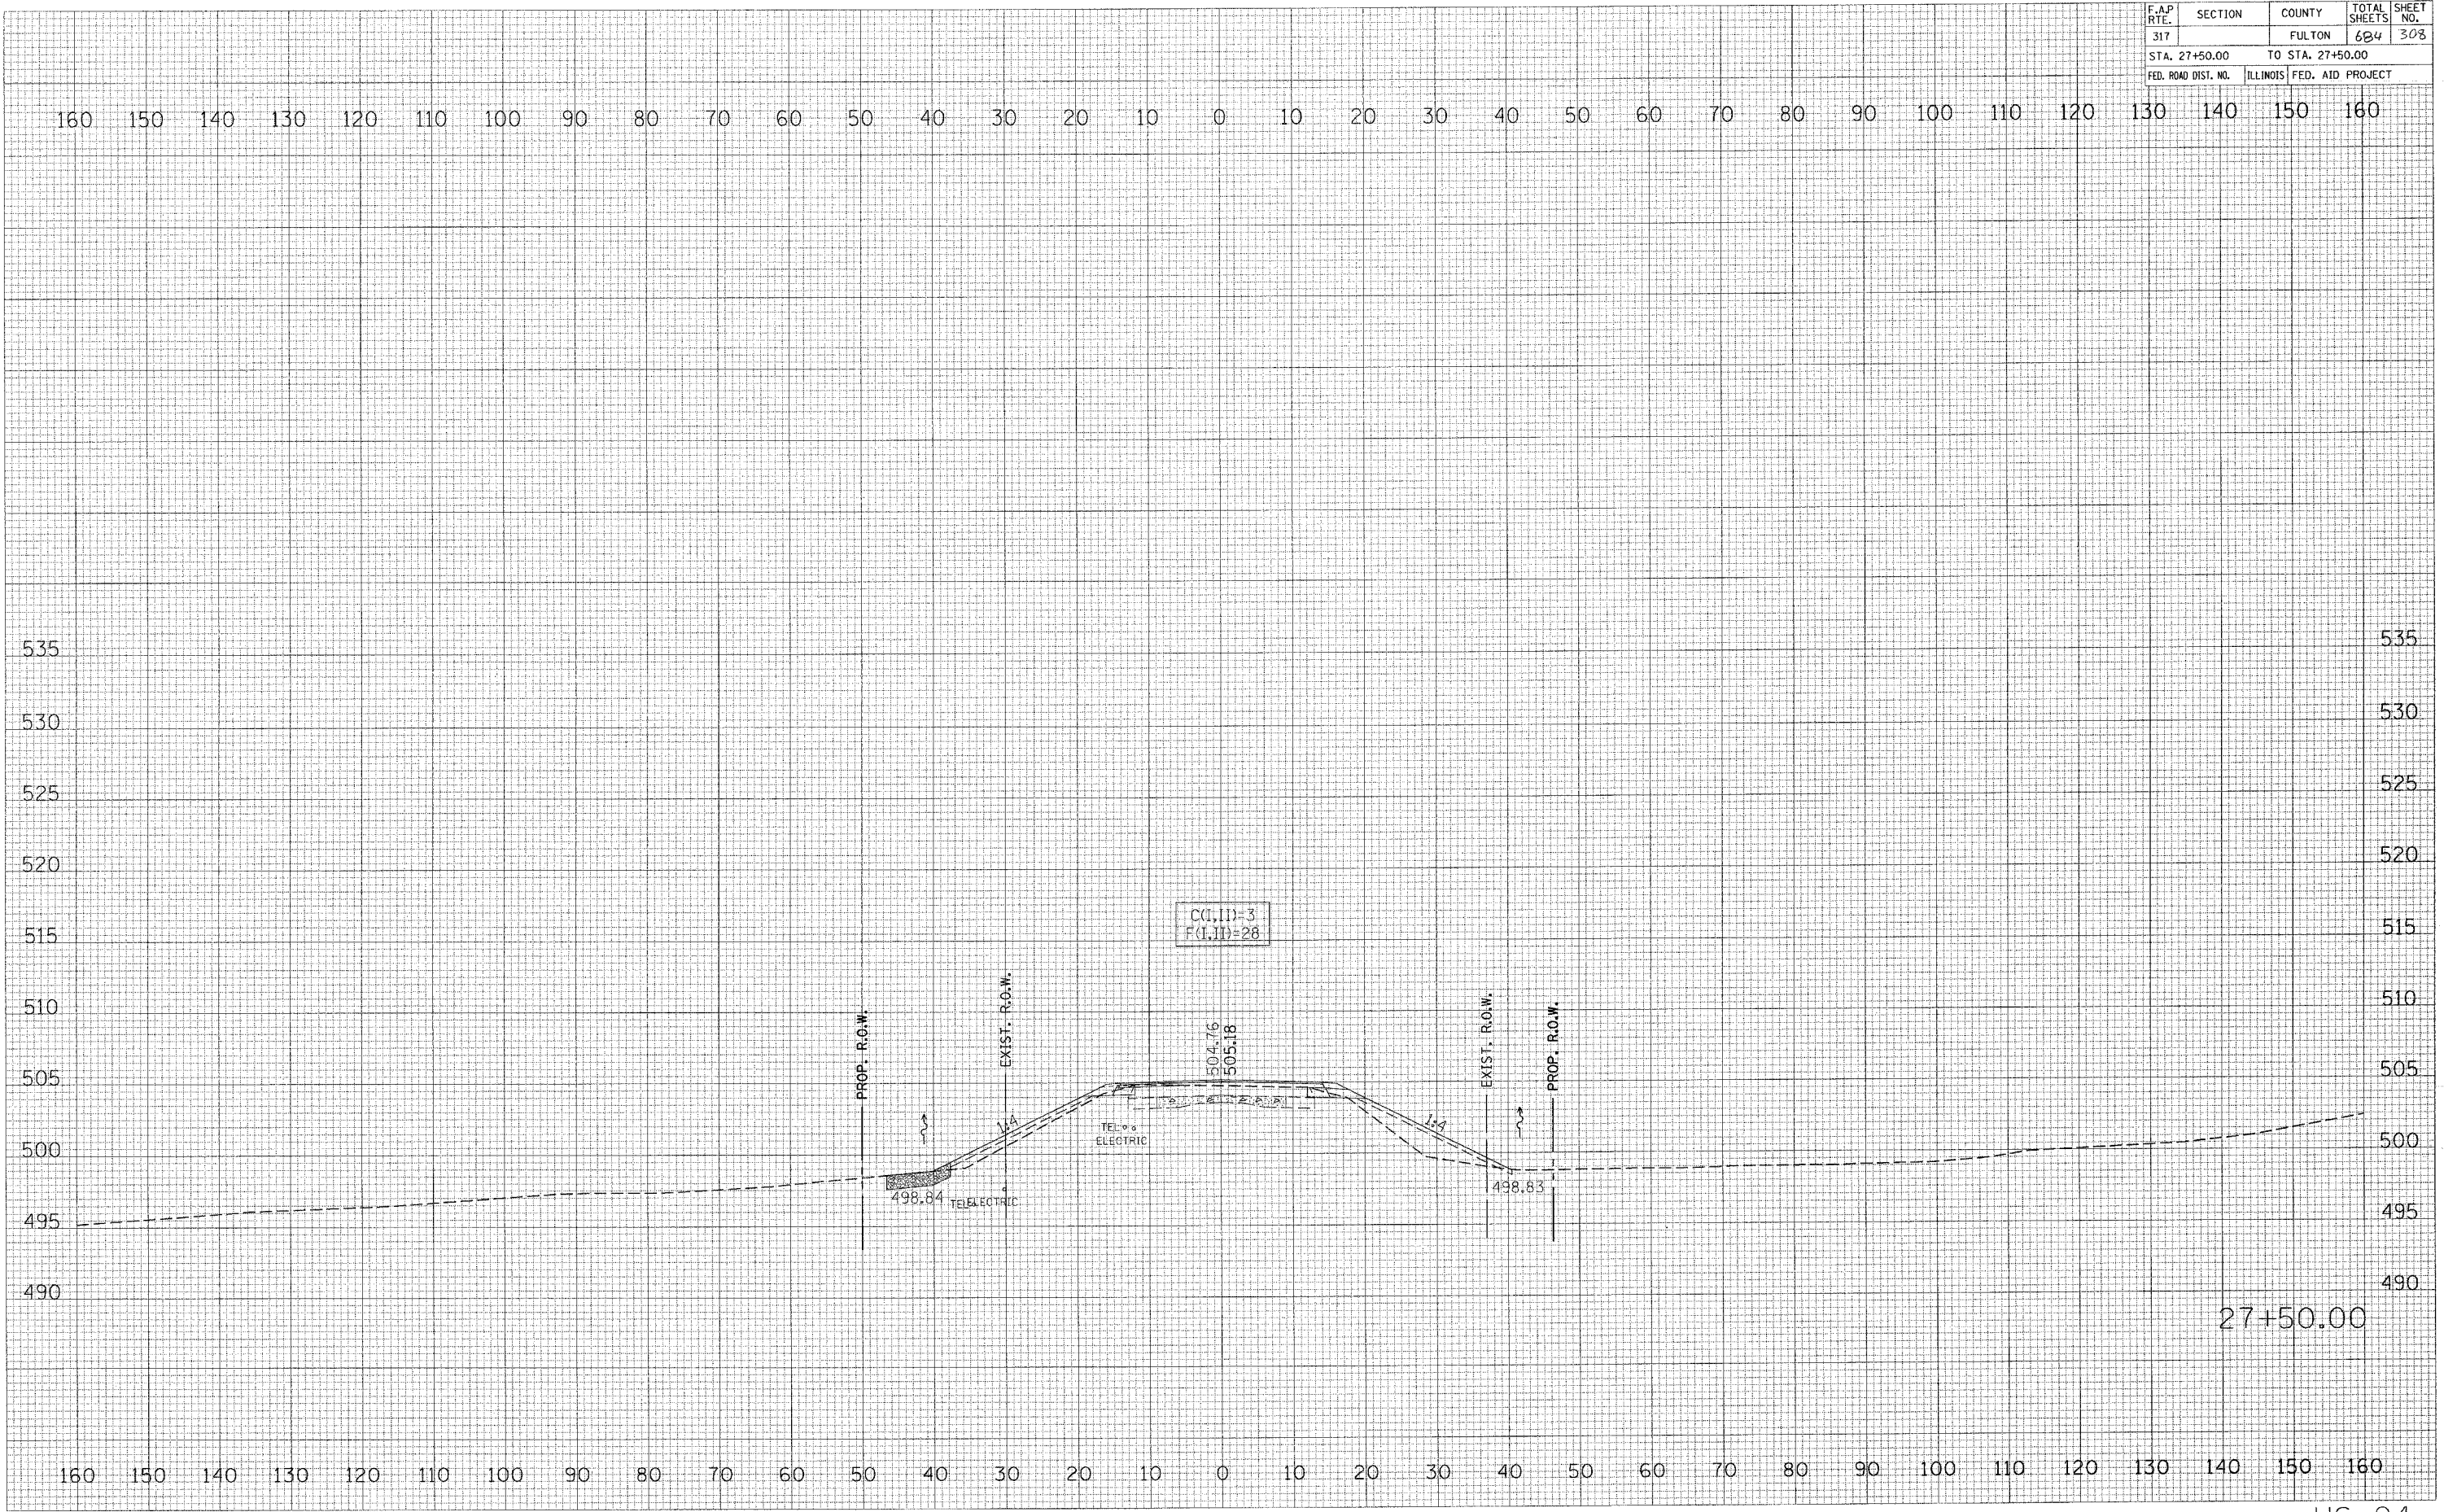 F.A.P RTE. SECTION COUNTY TOTAL SHEETS SHEET NO.
317 FULTON 684 308
STA. 27+50.00 TO STA. 27+50.00
FED. ROAD DIST. NO. ILLINOIS FED. AID PROJECT
160 150 140 130 120 110 100 90 80 70 60 50 40 30 20 10 0 10 20 30 40 50 60 70 80 90 100 110 120 130 140 150 160
535 535
530 530
525 525
520 520
C(I,II)=3
F(I,II)=28
515 515
510 510
PROP. R.O.W.
EXIST. R.O.W.
504.76
505.18
EXIST. R.O.W.
PROP. R.O.W.
505 505
1:4
1:4
TEL
ELECTRIC
500 500
498.84
TEL ELECTRIC
498.83
495 495
490 490
27+50.00
160 150 140 130 120 110 100 90 80 70 60 50 40 30 20 10 0 10 20 30 40 50 60 70 80 90 100 110 120 130 140 150 160